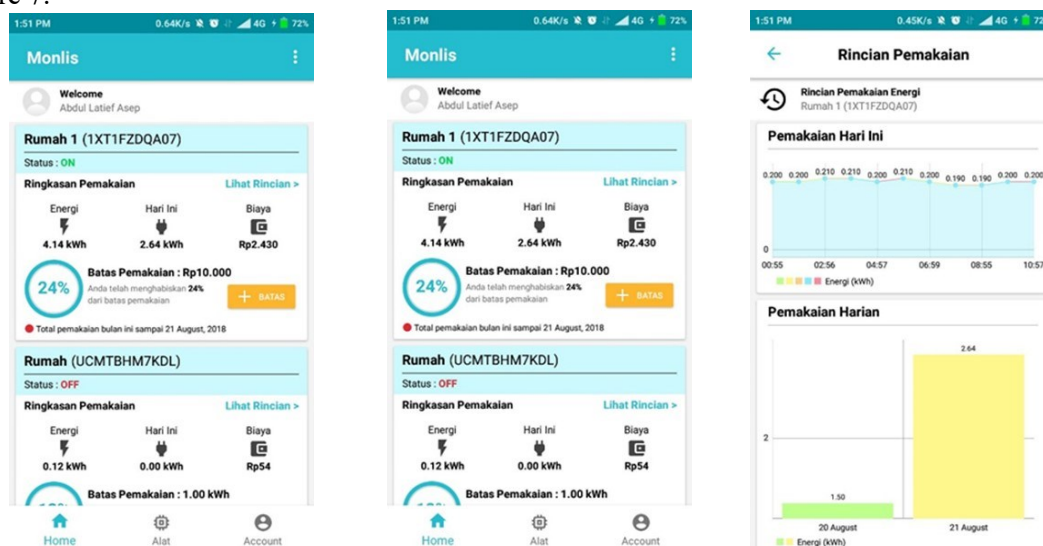 1:51 PM 0.64K/s 4G 72%
Monlis
Welcome
Abdul Latief Asep
Rumah 1 (1XT1FZDQA07)
Status : ON
Ringkasan Pemakaian Lihat Rincian >
Energi Hari Ini Biaya
4.14 kWh 2.64 kWh Rp2.430
24%
Batas Pemakaian : Rp10.000
Anda telah menghabiskan 24%
dari batas pemakaian
+ BATAS
Total pemakaian bulan ini sampai 21 August, 2018
Rumah (UCMTBHM7KDL)
Status : OFF
Ringkasan Pemakaian Lihat Rincian >
Energi Hari Ini Biaya
0.12 kWh 0.00 kWh Rp54
Batas Pemakaian : 1.00 kWh
Home Alat Account
1:51 PM 0.64K/s 4G 72%
Monlis
Welcome
Abdul Latief Asep
Rumah 1 (1XT1FZDQA07)
Status : ON
Ringkasan Pemakaian Lihat Rincian >
Energi Hari Ini Biaya
4.14 kWh 2.64 kWh Rp2.430
24%
Batas Pemakaian : Rp10.000
Anda telah menghabiskan 24%
dari batas pemakaian
+ BATAS
Total pemakaian bulan ini sampai 21 August, 2018
Rumah (UCMTBHM7KDL)
Status : OFF
Ringkasan Pemakaian Lihat Rincian >
Energi Hari Ini Biaya
0.12 kWh 0.00 kWh Rp54
Batas Pemakaian : 1.00 kWh
Home Alat Account
1:51 PM 0.45K/s 4G 72
Rincian Pemakaian
Rincian Pemakaian Energi
Rumah 1 (1XT1FZDQA07)
Pemakaian Hari Ini
0.200 0.200 0.210 0.210 0.200 0.210 0.200 0.190 0.190 0.200 0.200
0
00:55 02:56 04:57 06:59 08:55 10:57
Energi (kWh)
Pemakaian Harian
2.64
2
1.50
20 August 21 August
Energi (kWh)